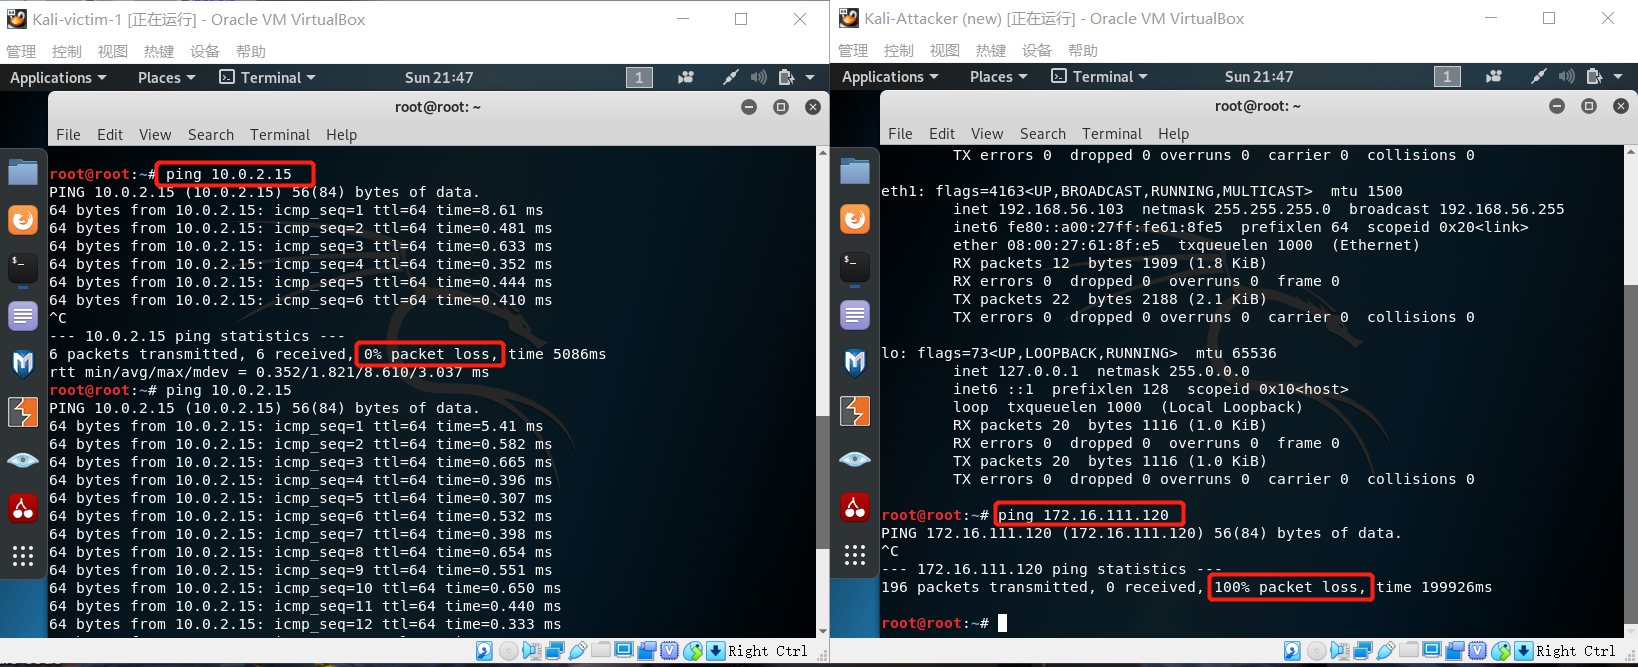 Kali-victim-1 [正在运行] - Oracle VM VirtualBox
管理 控制 视图 热键 设备 帮助
Applications Places Terminal Sun 21:47 1
root@root: ~
File Edit View Search Terminal Help
root@root:~# ping 10.0.2.15
PING 10.0.2.15 (10.0.2.15) 56(84) bytes of data.
64 bytes from 10.0.2.15: icmp_seq=1 ttl=64 time=8.61 ms
64 bytes from 10.0.2.15: icmp_seq=2 ttl=64 time=0.481 ms
64 bytes from 10.0.2.15: icmp_seq=3 ttl=64 time=0.633 ms
64 bytes from 10.0.2.15: icmp_seq=4 ttl=64 time=0.352 ms
64 bytes from 10.0.2.15: icmp_seq=5 ttl=64 time=0.444 ms
64 bytes from 10.0.2.15: icmp_seq=6 ttl=64 time=0.410 ms
^C
--- 10.0.2.15 ping statistics ---
6 packets transmitted, 6 received, 0% packet loss, time 5086ms
rtt min/avg/max/mdev = 0.352/1.821/8.610/3.037 ms
root@root:~# ping 10.0.2.15
PING 10.0.2.15 (10.0.2.15) 56(84) bytes of data.
64 bytes from 10.0.2.15: icmp_seq=1 ttl=64 time=5.41 ms
64 bytes from 10.0.2.15: icmp_seq=2 ttl=64 time=0.582 ms
64 bytes from 10.0.2.15: icmp_seq=3 ttl=64 time=0.665 ms
64 bytes from 10.0.2.15: icmp_seq=4 ttl=64 time=0.396 ms
64 bytes from 10.0.2.15: icmp_seq=5 ttl=64 time=0.307 ms
64 bytes from 10.0.2.15: icmp_seq=6 ttl=64 time=0.532 ms
64 bytes from 10.0.2.15: icmp_seq=7 ttl=64 time=0.398 ms
64 bytes from 10.0.2.15: icmp_seq=8 ttl=64 time=0.654 ms
64 bytes from 10.0.2.15: icmp_seq=9 ttl=64 time=0.551 ms
64 bytes from 10.0.2.15: icmp_seq=10 ttl=64 time=0.650 ms
64 bytes from 10.0.2.15: icmp_seq=11 ttl=64 time=0.440 ms
64 bytes from 10.0.2.15: icmp_seq=12 ttl=64 time=0.333 ms
Right Ctrl
Kali-Attacker (new) [正在运行] - Oracle VM VirtualBox
管理 控制 视图 热键 设备 帮助
Applications Places Terminal Sun 21:47 1
root@root: ~
File Edit View Search Terminal Help
TX errors 0 dropped 0 overruns 0 carrier 0 collisions 0
eth1: flags=4163<UP,BROADCAST,RUNNING,MULTICAST> mtu 1500
inet 192.168.56.103 netmask 255.255.255.0 broadcast 192.168.56.255
inet6 fe80::a00:27ff:fe61:8fe5 prefixlen 64 scopeid 0x20<link>
ether 08:00:27:61:8f:e5 txqueuelen 1000 (Ethernet)
RX packets 12 bytes 1909 (1.8 KiB)
RX errors 0 dropped 0 overruns 0 frame 0
TX packets 22 bytes 2188 (2.1 KiB)
TX errors 0 dropped 0 overruns 0 carrier 0 collisions 0
lo: flags=73<UP,LOOPBACK,RUNNING> mtu 65536
inet 127.0.0.1 netmask 255.0.0.0
inet6 ::1 prefixlen 128 scopeid 0x10<host>
loop txqueuelen 1000 (Local Loopback)
RX packets 20 bytes 1116 (1.0 KiB)
RX errors 0 dropped 0 overruns 0 frame 0
TX packets 20 bytes 1116 (1.0 KiB)
TX errors 0 dropped 0 overruns 0 carrier 0 collisions 0
root@root:~# ping 172.16.111.120
PING 172.16.111.120 (172.16.111.120) 56(84) bytes of data.
^C
--- 172.16.111.120 ping statistics ---
196 packets transmitted, 0 received, 100% packet loss, time 199926ms
root@root:~#
Right Ctrl